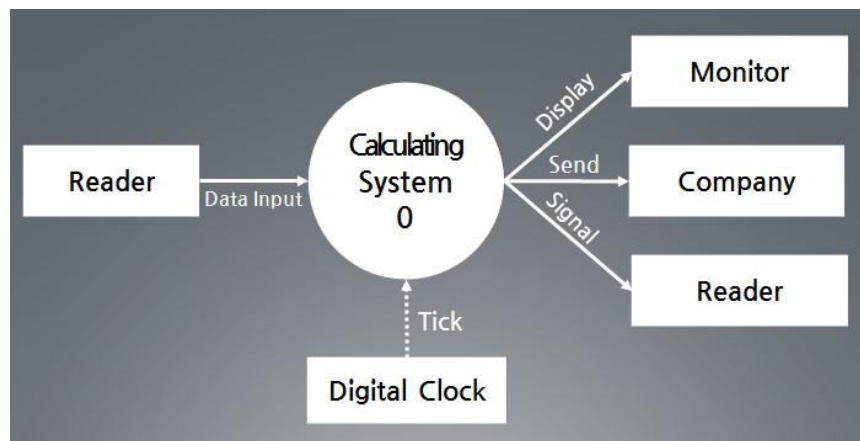 Reader
Data Input
Calculating
System
0
Display
Send
Signal
Monitor
Company
Reader
Tick
Digital Clock